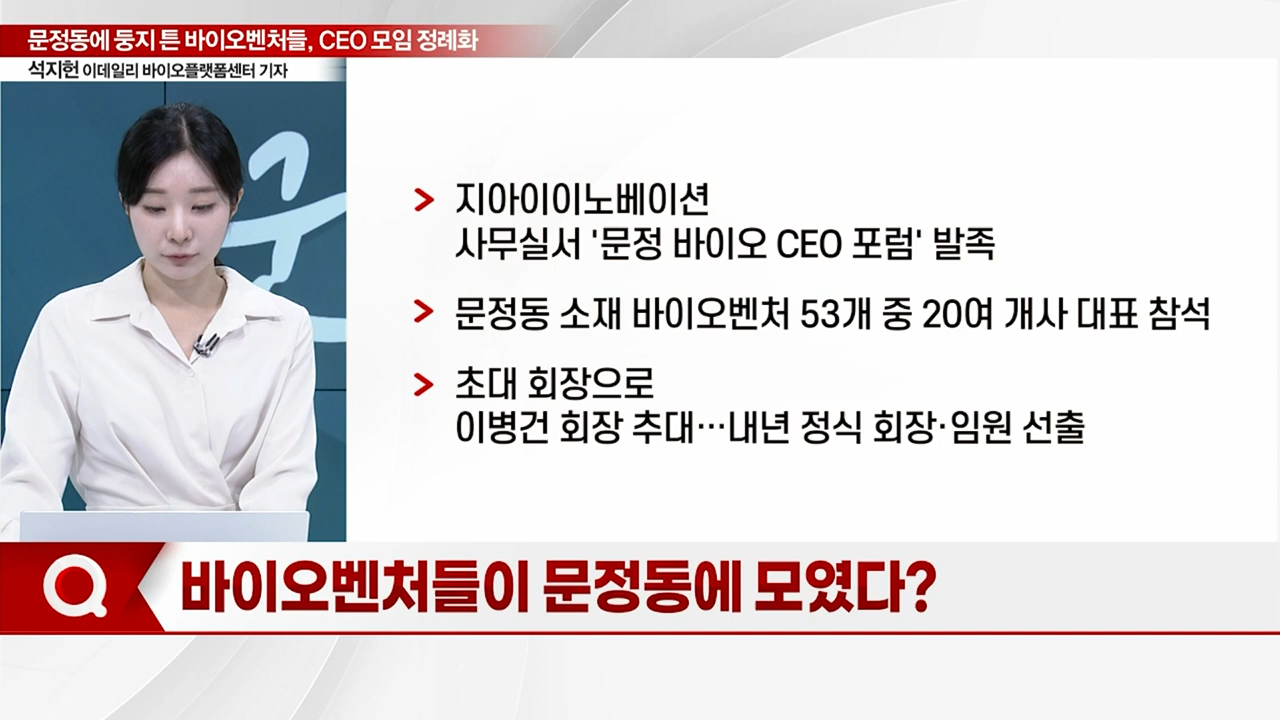 문정동에 둥지 튼 바이오벤처들, CEO 모임 정례화
석지헌 이데일리 바이오플랫폼센터 기자
> 지아이이노베이션
사무실서 '문정 바이오 CEO 포럼' 발족
> 문정동 소재 바이오벤처 53개 중 20여 개사 대표 참석
> 초대 회장으로
이병건 회장 추대…내년 정식 회장·임원 선출
Q 바이오벤처들이 문정동에 모였다?